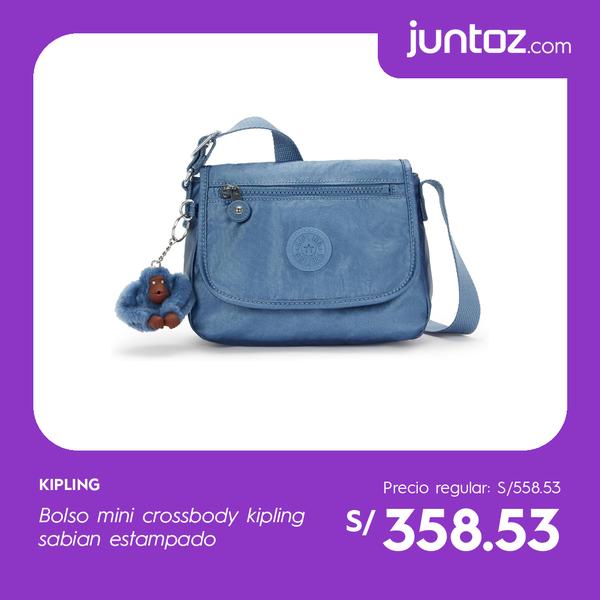 juntoz.com
KIPLING
Bolso mini crossbody kipling
sabian estampado
Precio regular: S/558.53
S/ 358.53